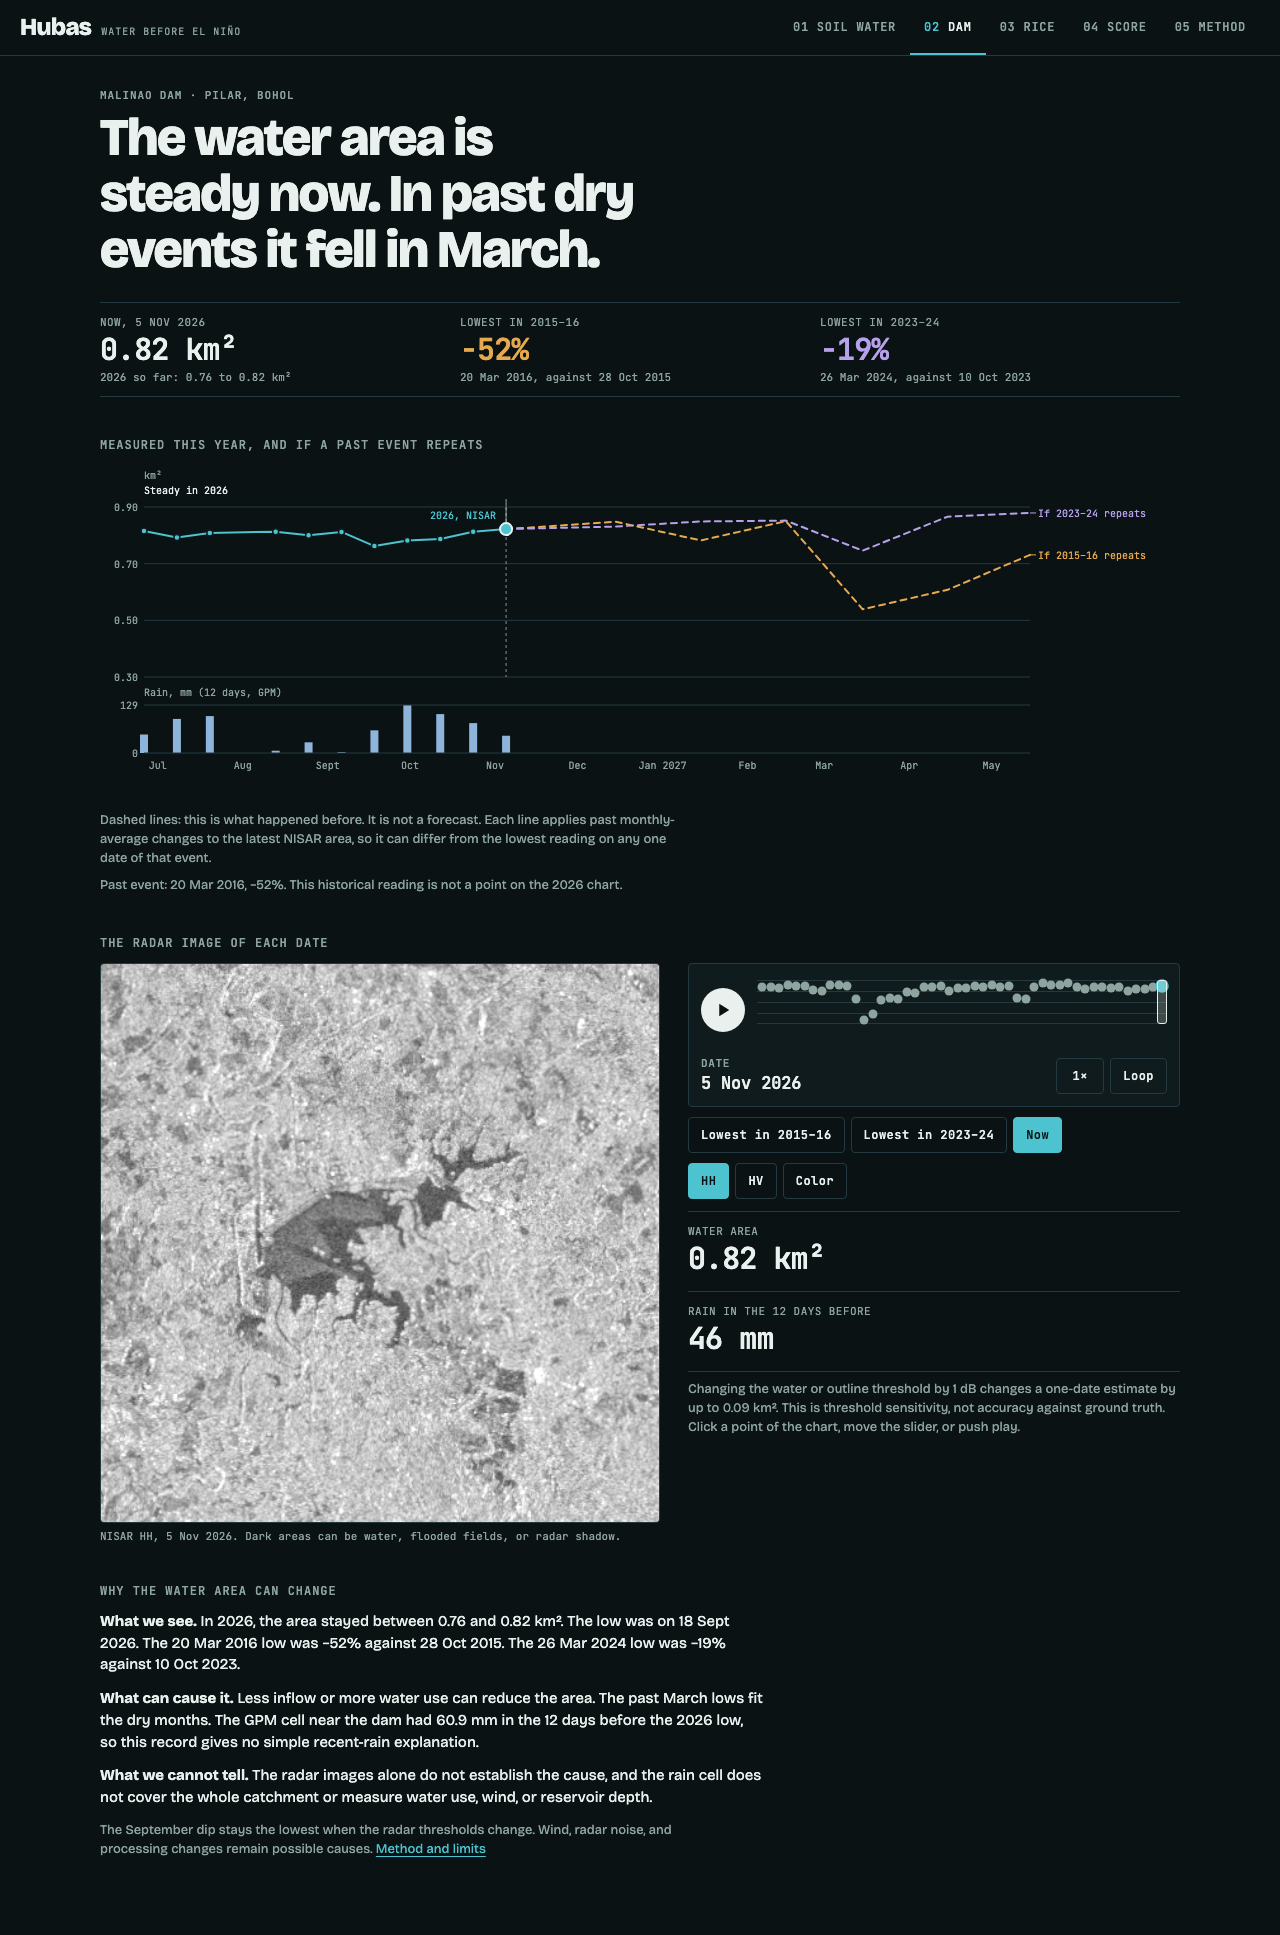 Hubas WATER BEFORE EL NIÑO
01 SOIL WATER
02 DAM
03 RICE
04 SCORE
05 METHOD
MALINAO DAM · PILAR, BOHOL
The water area is
steady now. In past dry
events it fell in March.
NOW, 5 NOV 2026
0.82 km²
2026 so far: 0.76 to 0.82 km²
LOWEST IN 2015–16
-52%
20 Mar 2016, against 28 Oct 2015
LOWEST IN 2023–24
-19%
26 Mar 2024, against 10 Oct 2023
MEASURED THIS YEAR, AND IF A PAST EVENT REPEATS
km²
Steady in 2026
0.90
2026, NISAR
If 2023–24 repeats
If 2015–16 repeats
0.70
0.50
0.30
Rain, mm (12 days, GPM)
129
0
Jul
Aug
Sept
Oct
Nov
Dec
Jan 2027
Feb
Mar
Apr
May
Dashed lines: this is what happened before. It is not a forecast. Each line applies past monthly-
average changes to the latest NISAR area, so it can differ from the lowest reading on any one
date of that event.
Past event: 20 Mar 2016, -52%. This historical reading is not a point on the 2026 chart.
THE RADAR IMAGE OF EACH DATE
DATE
5 Nov 2026
1×
Loop
Lowest in 2015–16
Lowest in 2023–24
Now
HH
HV
Color
WATER AREA
0.82 km²
RAIN IN THE 12 DAYS BEFORE
46 mm
Changing the water or outline threshold by 1 dB changes a one-date estimate by
up to 0.09 km². This is threshold sensitivity, not accuracy against ground truth.
Click a point of the chart, move the slider, or push play.
NISAR HH, 5 Nov 2026. Dark areas can be water, flooded fields, or radar shadow.
WHY THE WATER AREA CAN CHANGE
What we see. In 2026, the area stayed between 0.76 and 0.82 km². The low was on 18 Sept
2026. The 20 Mar 2016 low was -52% against 28 Oct 2015. The 26 Mar 2024 low was -19%
against 10 Oct 2023.
What can cause it. Less inflow or more water use can reduce the area. The past March lows fit
the dry months. The GPM cell near the dam had 60.9 mm in the 12 days before the 2026 low,
so this record gives no simple recent-rain explanation.
What we cannot tell. The radar images alone do not establish the cause, and the rain cell does
not cover the whole catchment or measure water use, wind, or reservoir depth.
The September dip stays the lowest when the radar thresholds change. Wind, radar noise, and
processing changes remain possible causes. Method and limits